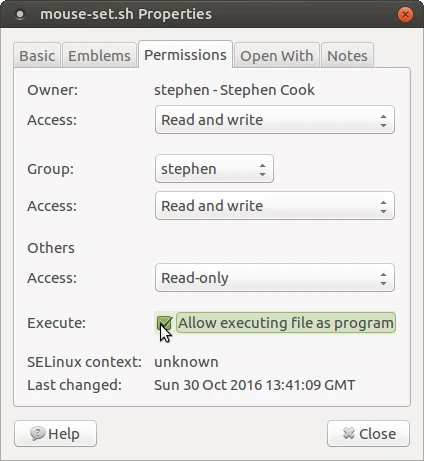 mouse-set.sh Properties
Basic Emblems Permissions Open With Notes
Owner: stephen - Stephen Cook
Access: Read and write
Group: stephen
Access: Read and write
Others
Access: Read-only
Execute: Allow executing file as program
SELinux context: unknown
Last changed: Sun 30 Oct 2016 13:41:09 GMT
Help Close